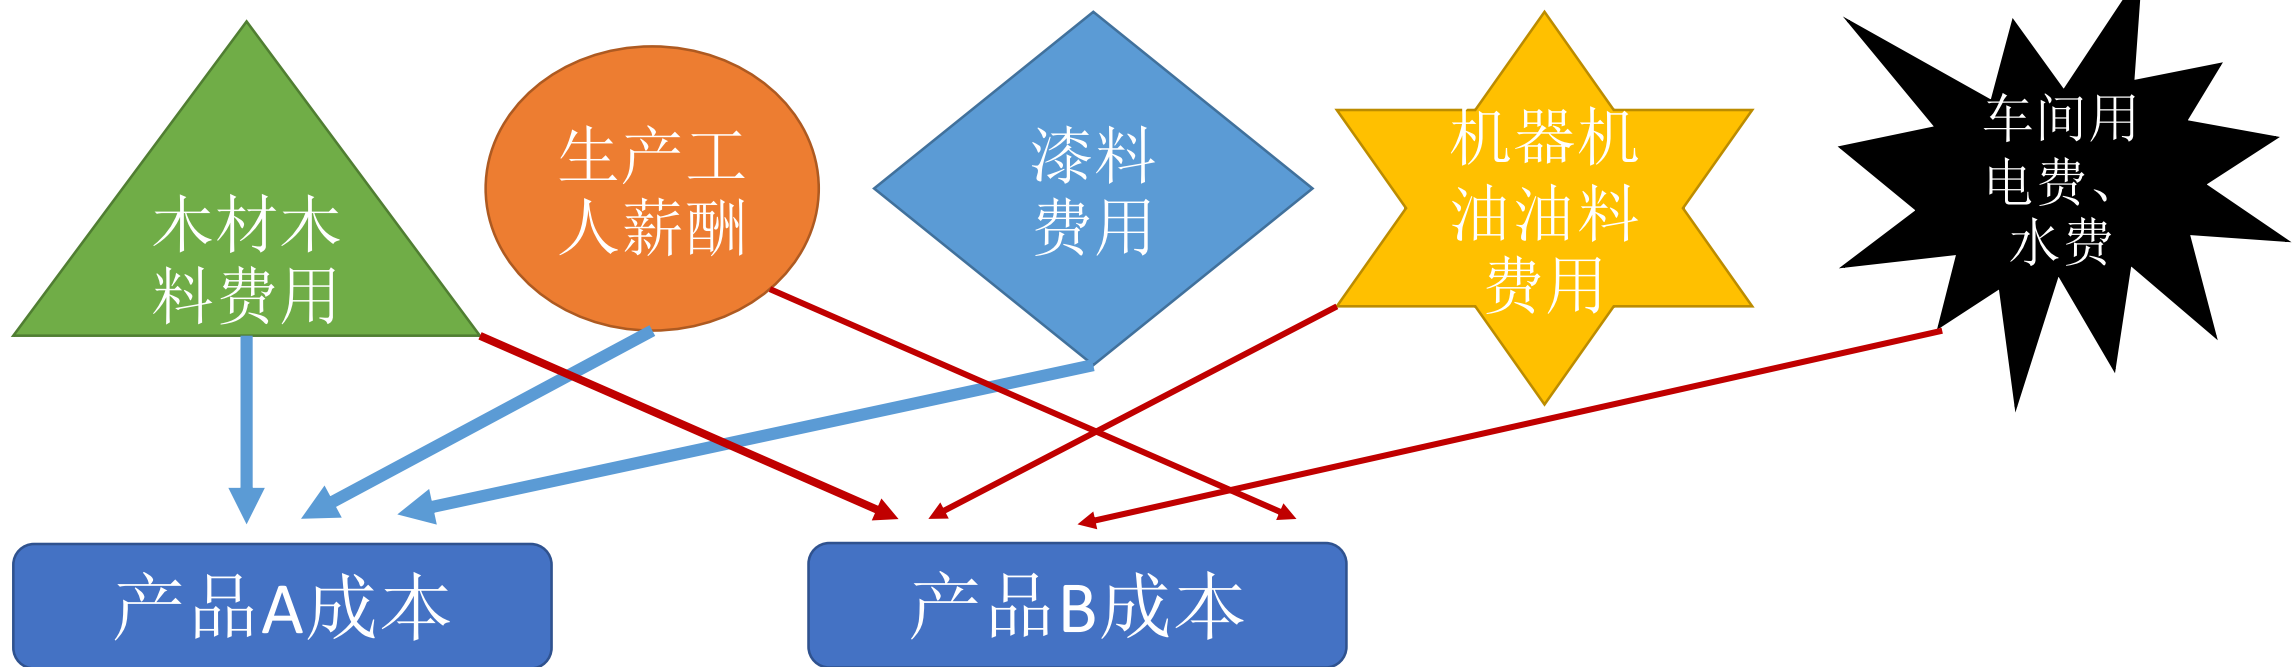 木材木
料费用
生产工
人薪酬
漆料
费用
机器机
油油料
费用
车间用
电费、
水费
产品A成本
产品B成本